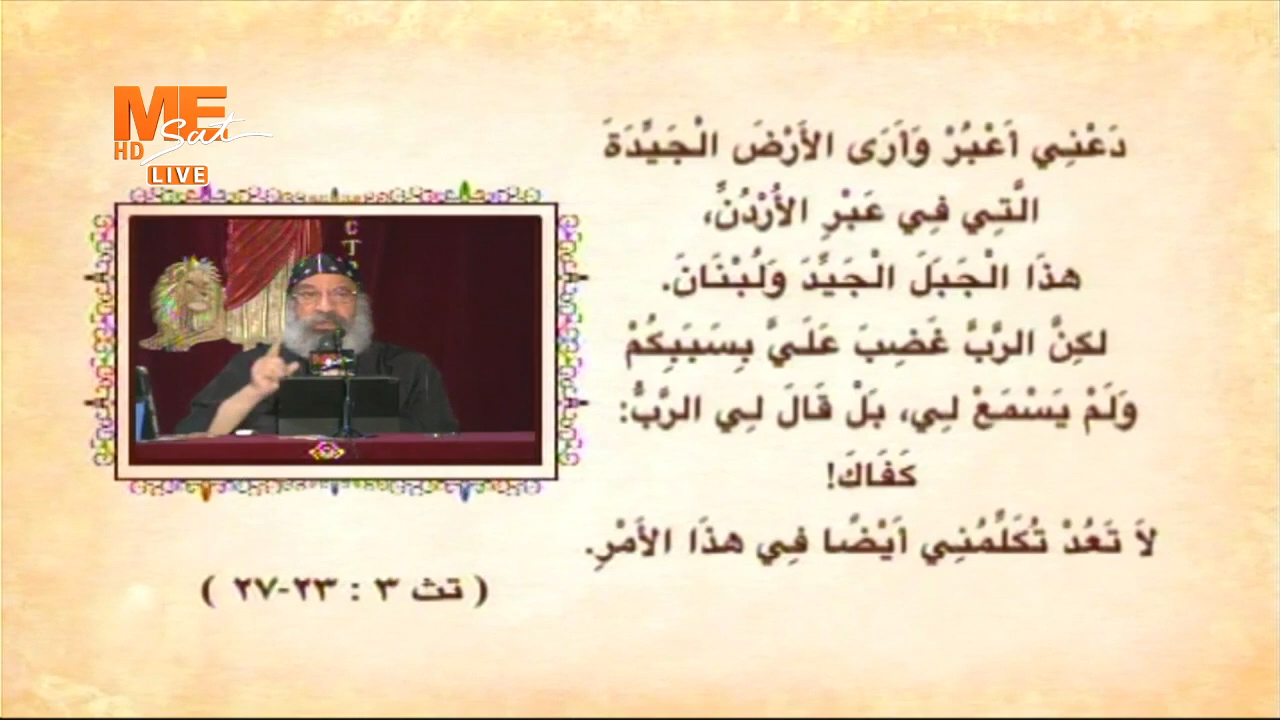 ME
Sat
HD
LIVE
دَعْنِي أَعْبُرْ وَأَرَى الأَرْضَ الْجَيِّدَةَ
الَّتِي فِي عَبْرِ الأُرْدُنِّ،
هذَا الْجَبَلَ الْجَيِّدَ وَلُبْنَانَ.
لكِنَّ الرَّبَّ غَضِبَ عَلَيَّ بِسَبَبِكُمْ
وَلَمْ يَسْمَعْ لِي، بَلْ قَالَ لِي الرَّبُّ:
كَفَاكَ!
لاَ تَعُدْ تُكَلِّمُنِي أَيْضًا فِي هذَا الأَمْرِ.
( تث ٣ : ٢٣-٢٧ )